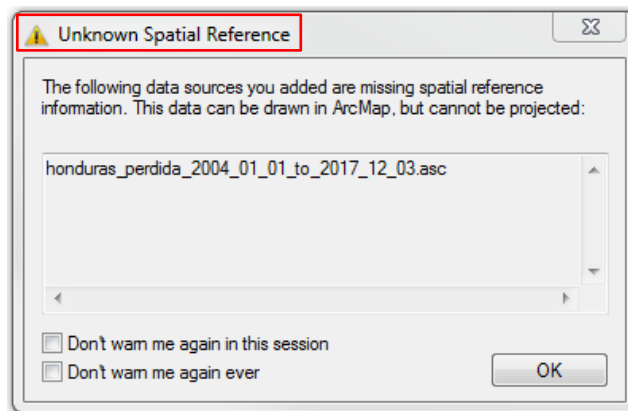 Unknown Spatial Reference
The following data sources you added are missing spatial reference
information. This data can be drawn in ArcMap, but cannot be projected:
honduras_perdida_2004_01_01_to_2017_12_03.asc
Don't warn me again in this session
Don't warn me again ever
OK